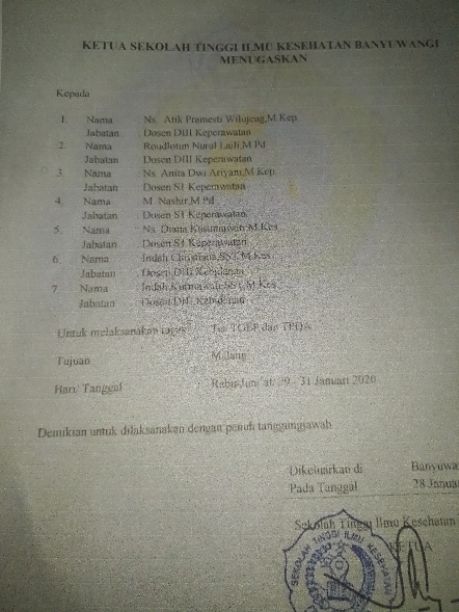 KETUA SEKOLAH TINGGI ILMU KESEHATAN BANYUWANGI
MENUGASKAN
Kepada
1. Nama Ns. Atik Pramesti Wilujeng,M.Kep
Jabatan Dosen DIII Keperawatan
2. Nama Roudlotun Nurul Laili,M.Pd
Jabatan Dosen DIII Keperawatan
3. Nama Ns. Anita Dwi Ariyani,M.Kep
Jabatan Dosen S1 Keperawatan
4. Nama M. Nashir,M.Pd
Jabatan Dosen S1 Keperawatan
5. Nama Ns. Diana Kusumawati,M.Kes
Jabatan Dosen S1 Keperawatan
6. Nama Indah Christiana,SST,M.Kes
Jabatan Dosen DIII Kebidanan
7. Nama Indah Kurniawati,SST,M.Kes
Jabatan Dosen DIII Kebidanan
Untuk melaksanakan tugas Tes TOEP dan TPDA
Tujuan Malang
Hari/ Tanggal Rabu-Jum'at/ 29 - 31 Januari 2020
Demikian untuk dilaksanakan dengan penuh tanggungjawab
Dikeluarkan di Banyuwa
Pada Tanggal 28 Januar
Sekolah Tinggi Ilmu Kesehatan
KETUA
SEKOLAH TINGGI ILMU KESEHATAN